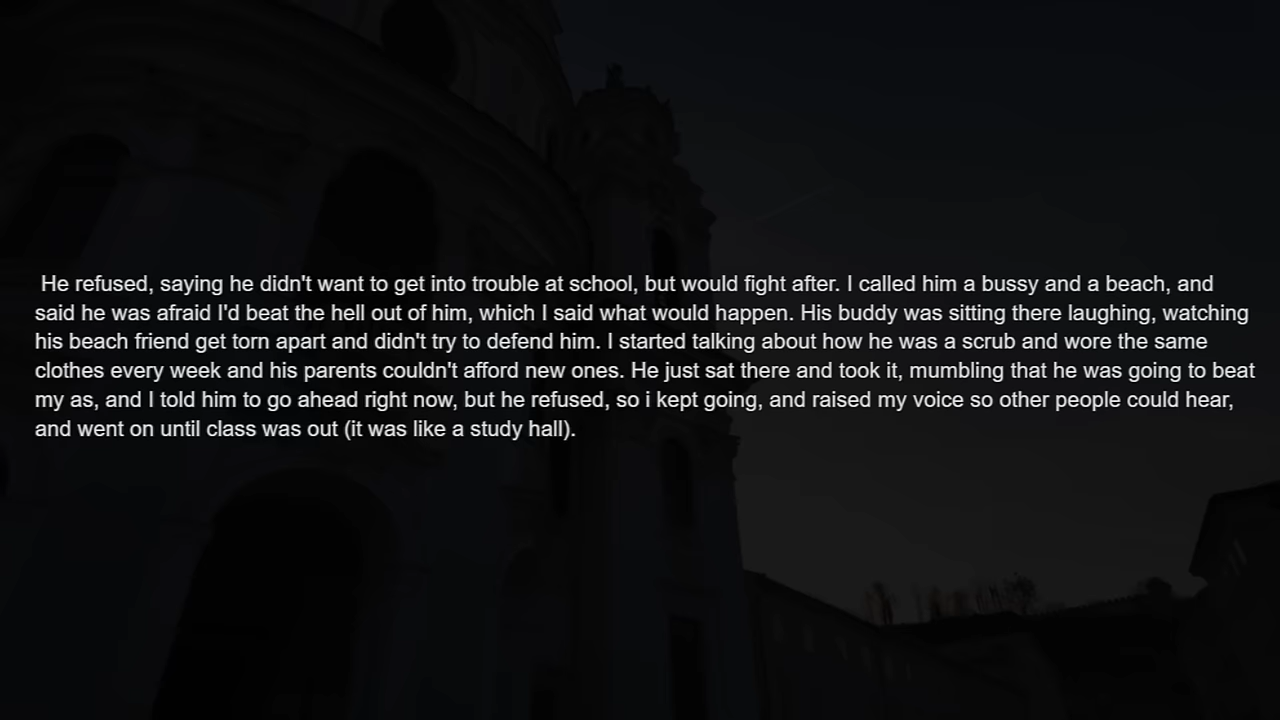 He refused, saying he didn't want to get into trouble at school, but would fight after. I called him a bussy and a beach, and
said he was afraid I'd beat the hell out of him, which I said what would happen. His buddy was sitting there laughing, watching
his beach friend get torn apart and didn't try to defend him. I started talking about how he was a scrub and wore the same
clothes every week and his parents couldn't afford new ones. He just sat there and took it, mumbling that he was going to beat
my as, and I told him to go ahead right now, but he refused, so i kept going, and raised my voice so other people could hear,
and went on until class was out (it was like a study hall).